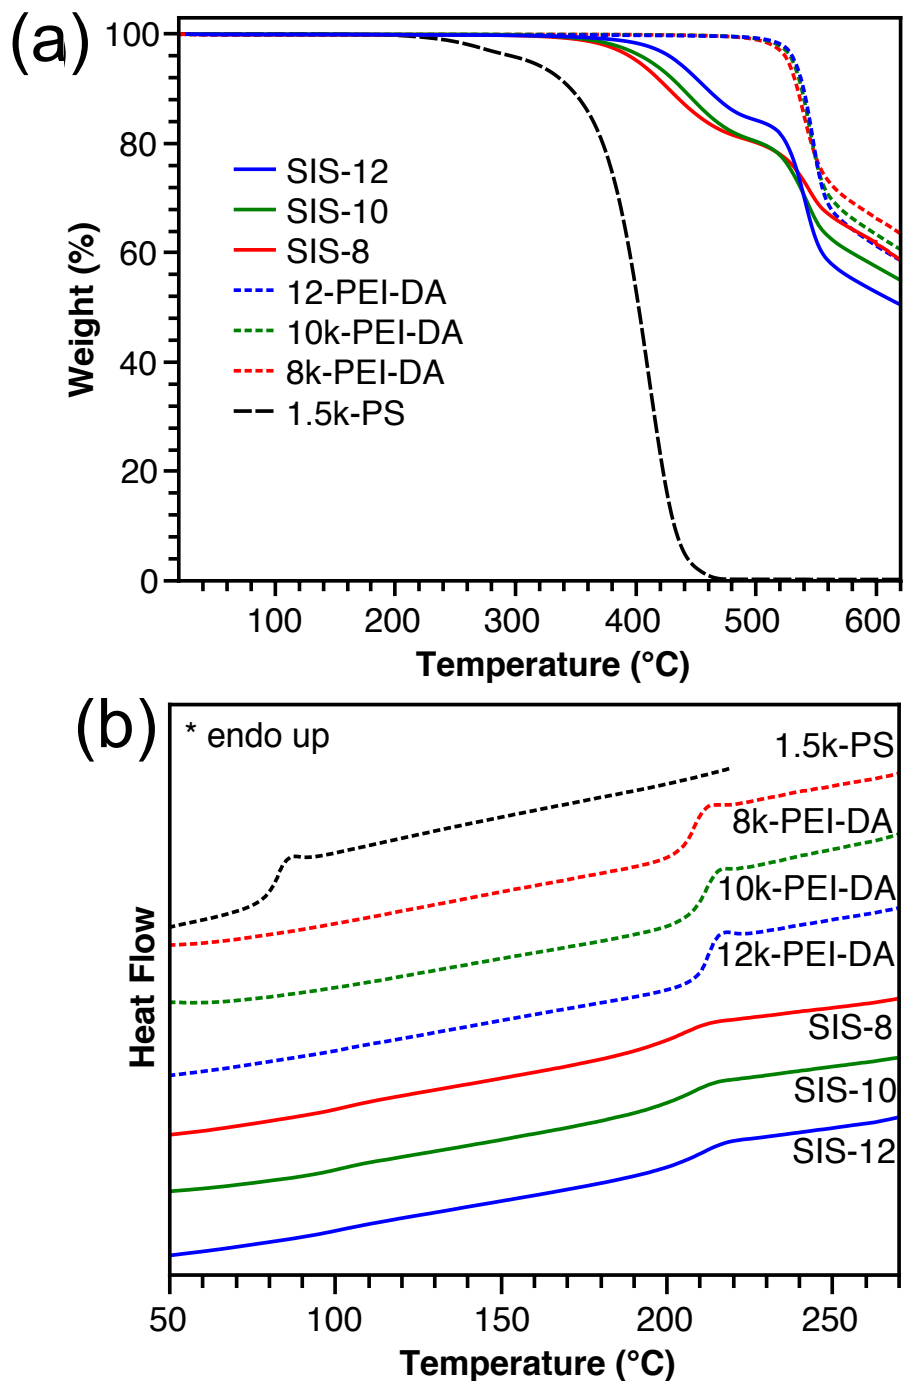 (a)
100
80
60
40
20
0
Weight (%)
SIS-12
SIS-10
SIS-8
12-PEI-DA
10k-PEI-DA
8k-PEI-DA
1.5k-PS
100 200 300 400 500 600
Temperature (°C)
(b)
* endo up
1.5k-PS
8k-PEI-DA
10k-PEI-DA
12k-PEI-DA
SIS-8
SIS-10
SIS-12
Heat Flow
50 100 150 200 250
Temperature (°C)